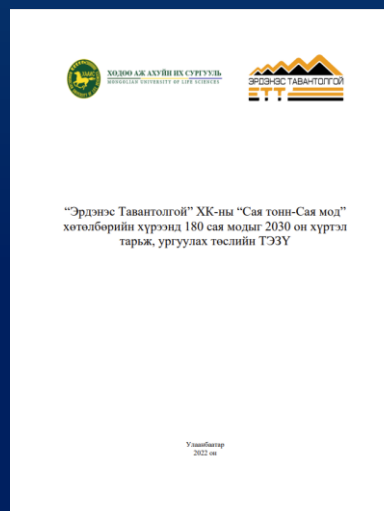 ХӨДӨӨ АЖ АХУЙН ИХ СУРГУУЛЬ
MONGOLIAN UNIVERSITY OF LIFE SCIENCES
ЭРДЭНЭС ТАВАНТОЛГОЙ
ETT
“Эрдэнэс Тавантолгой” ХК-ны “Сая тонн-Сая мод”
хөтөлбөрийн хүрээнд 180 сая модыг 2030 он хүртэл
тарьж, ургуулах төслийн ТЭЗҮ
Улаанбаатар
2022 он